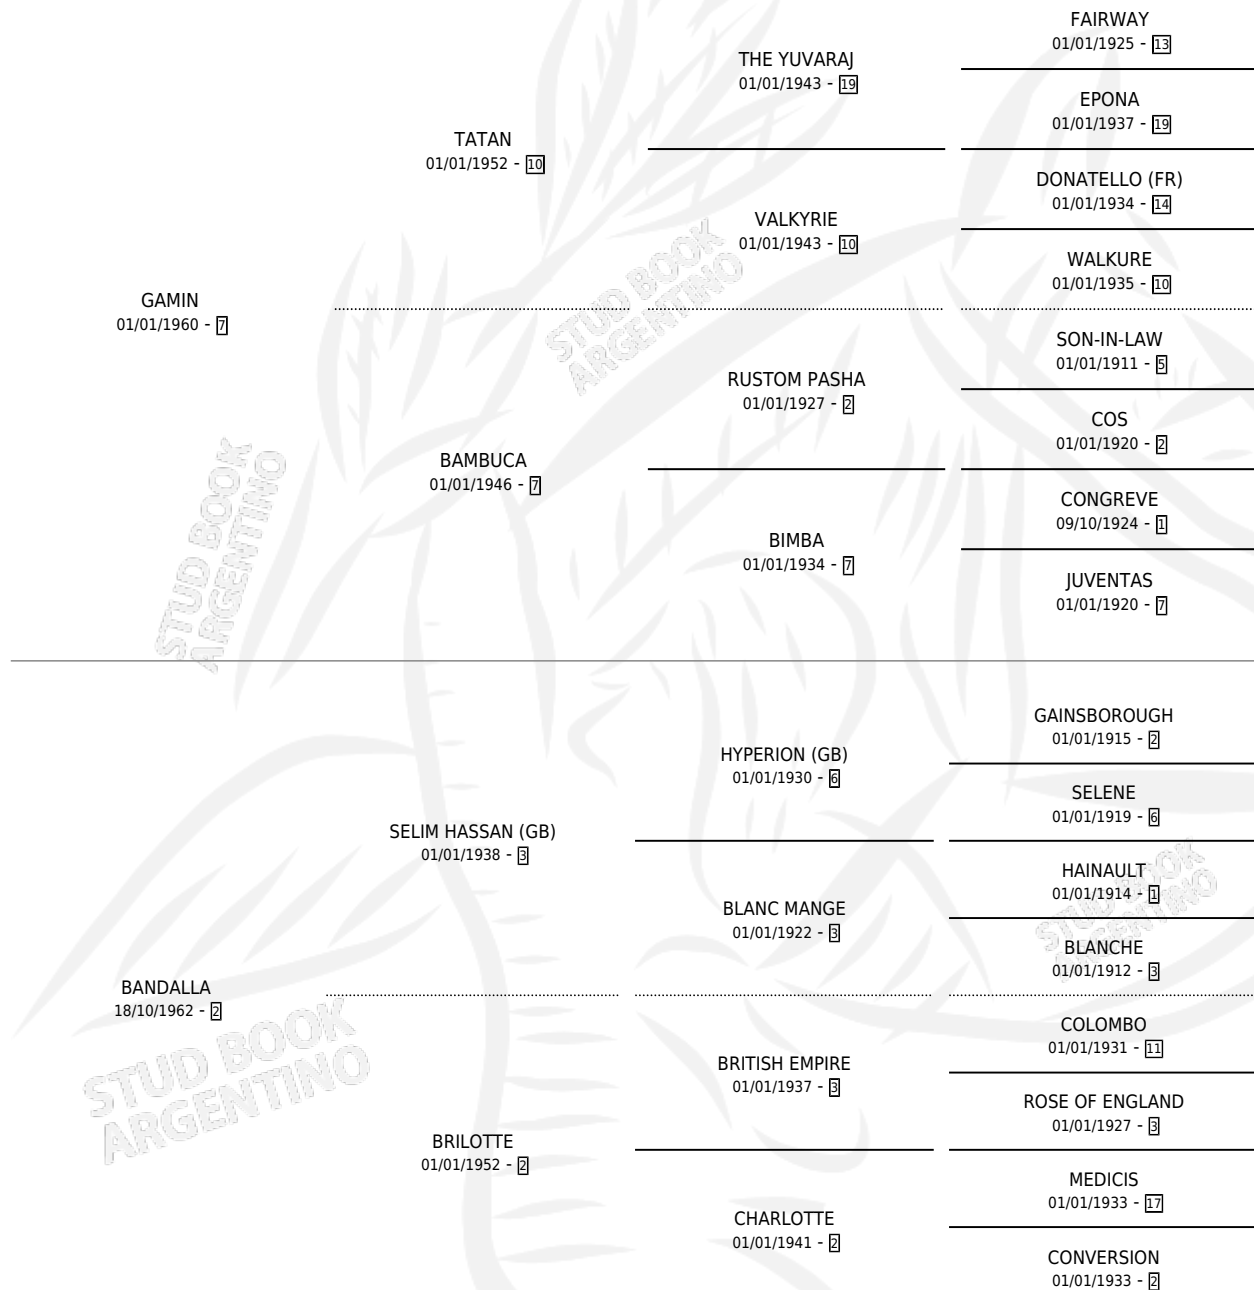 FAIRWAY
01/01/1925 - 13
THE YUVARAJ
01/01/1943 - 19
EPONA
01/01/1937 - 19
TATAN
01/01/1952 - 10
DONATELLO (FR)
01/01/1934 - 14
VALKYRIE
01/01/1943 - 10
WALKURE
01/01/1935 - 10
GAMIN
01/01/1960 - 7
STUD BOOK
ARGENTINO
SON-IN-LAW
01/01/1911 - 5
RUSTOM PASHA
01/01/1927 - 2
COS
01/01/1920 - 2
BAMBUCA
01/01/1946 - 7
CONGREVE
09/10/1924 - 1
BIMBA
01/01/1934 - 7
JUVENTAS
01/01/1920 - 7
STUD BOOK
ARGENTINO
GAINSBOROUGH
01/01/1915 - 2
HYPERION (GB)
01/01/1930 - 6
SELENE
01/01/1919 - 6
SELIM HASSAN (GB)
01/01/1938 - 3
HAINAULT
01/01/1914 - 1
BLANC MANGE
01/01/1922 - 3
BLANCHE
01/01/1912 - 3
STUD BOOK
ARGENTINO
BANDALLA
18/10/1962 - 2
COLOMBO
01/01/1931 - 11
BRITISH EMPIRE
01/01/1937 - 3
ROSE OF ENGLAND
01/01/1927 - 3
STUD BOOK
ARGENTINO
BRILOTTE
01/01/1952 - 2
MEDICIS
01/01/1933 - 17
CHARLOTTE
01/01/1941 - 2
CONVERSION
01/01/1933 - 2